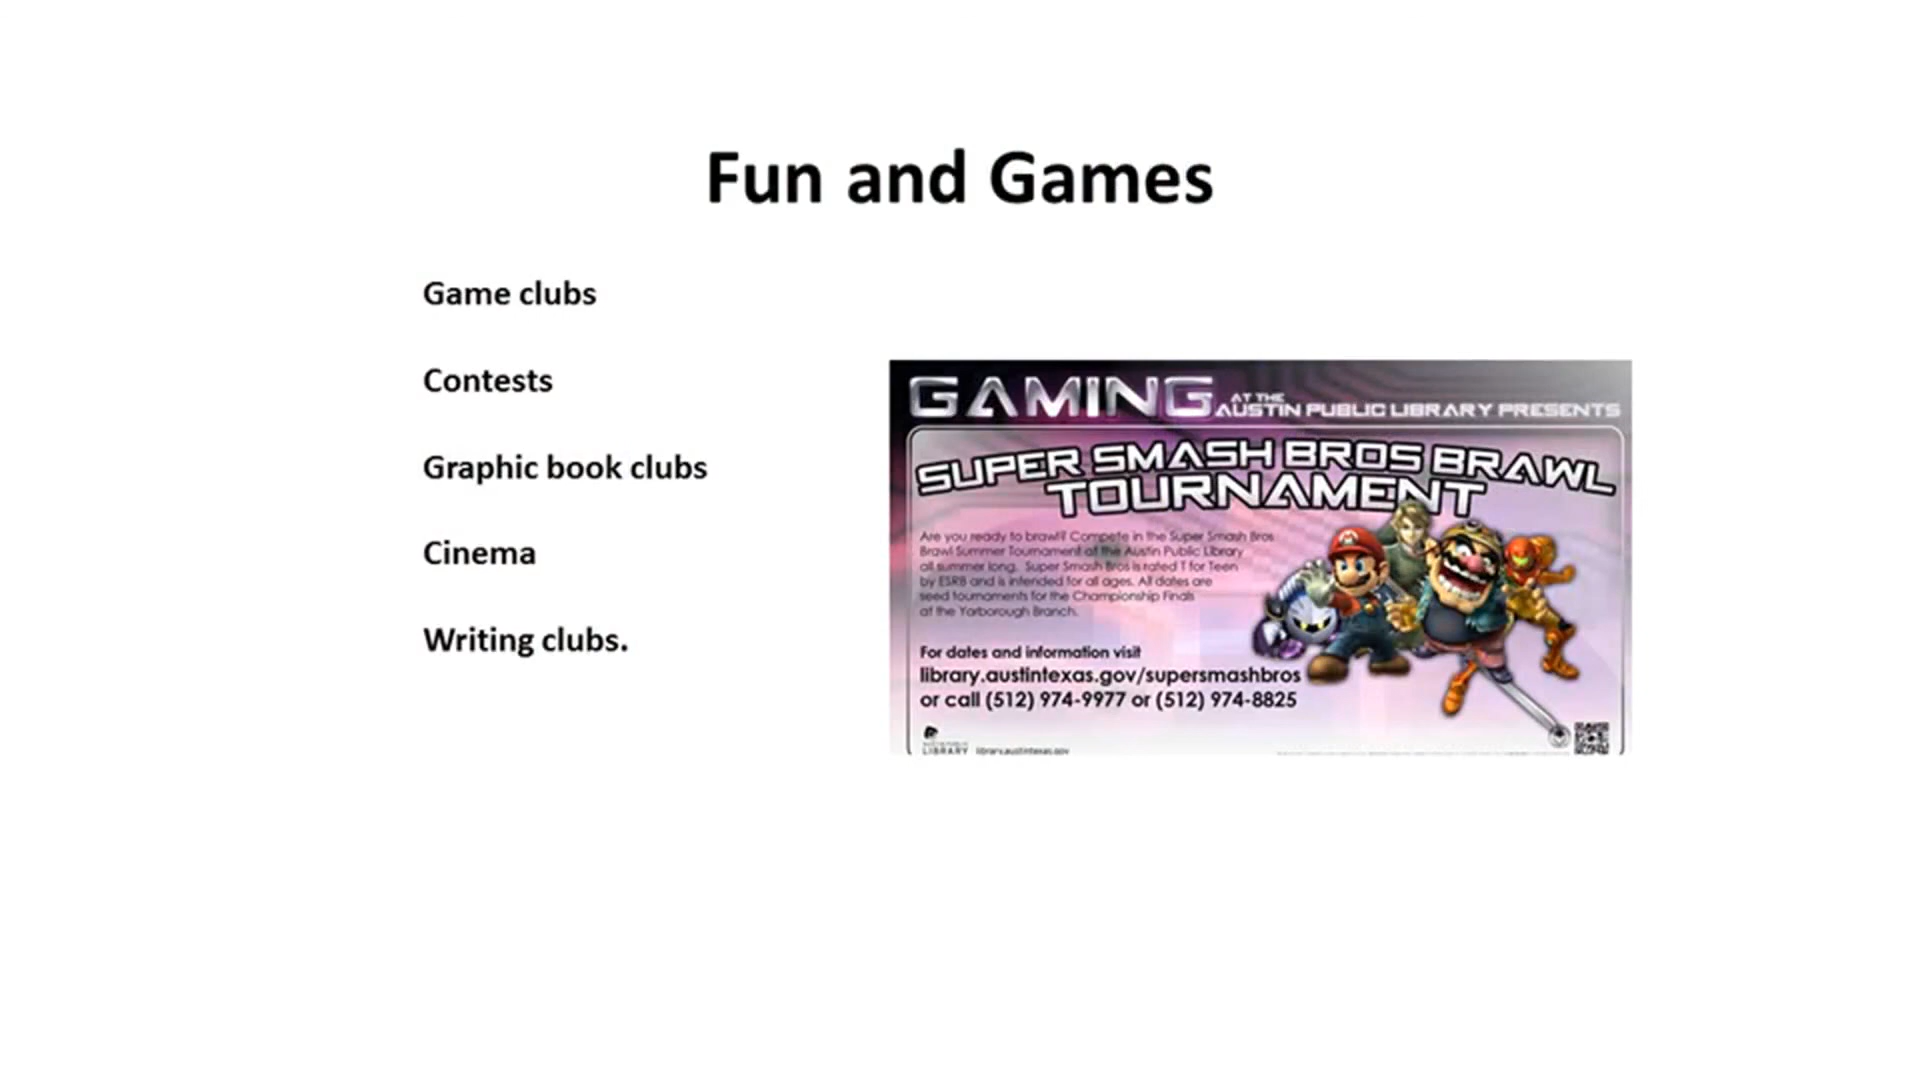 Fun and Games
Game clubs
Contests
Graphic book clubs
Cinema
Writing clubs.
GAMING AT THE
AUSTIN PUBLIC LIBRARY PRESENTS
SUPER SMASH BROS BRAWL
TOURNAMENT
Are you ready to brawl? Compete in the Super Smash Bros
Brawl Summer Tournament at the Austin Public Library
all summer long. Super Smash Bros is rated T for Teen
by ESRB and is intended for all ages. All dates are
seed tournaments for the Championship Finals
at the Yarborough Branch.
For dates and information visit
library.austintexas.gov/supersmashbros
or call (512) 974-9977 or (512) 974-8825
LIBRARY library.austintexas.gov